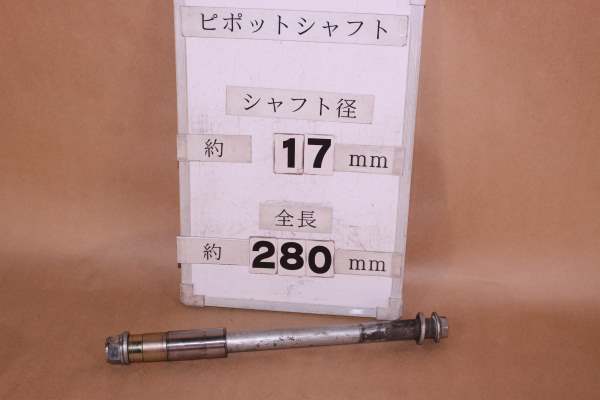 ピポットシャフト
シャフト径
約 17 mm
全長
約 280 mm